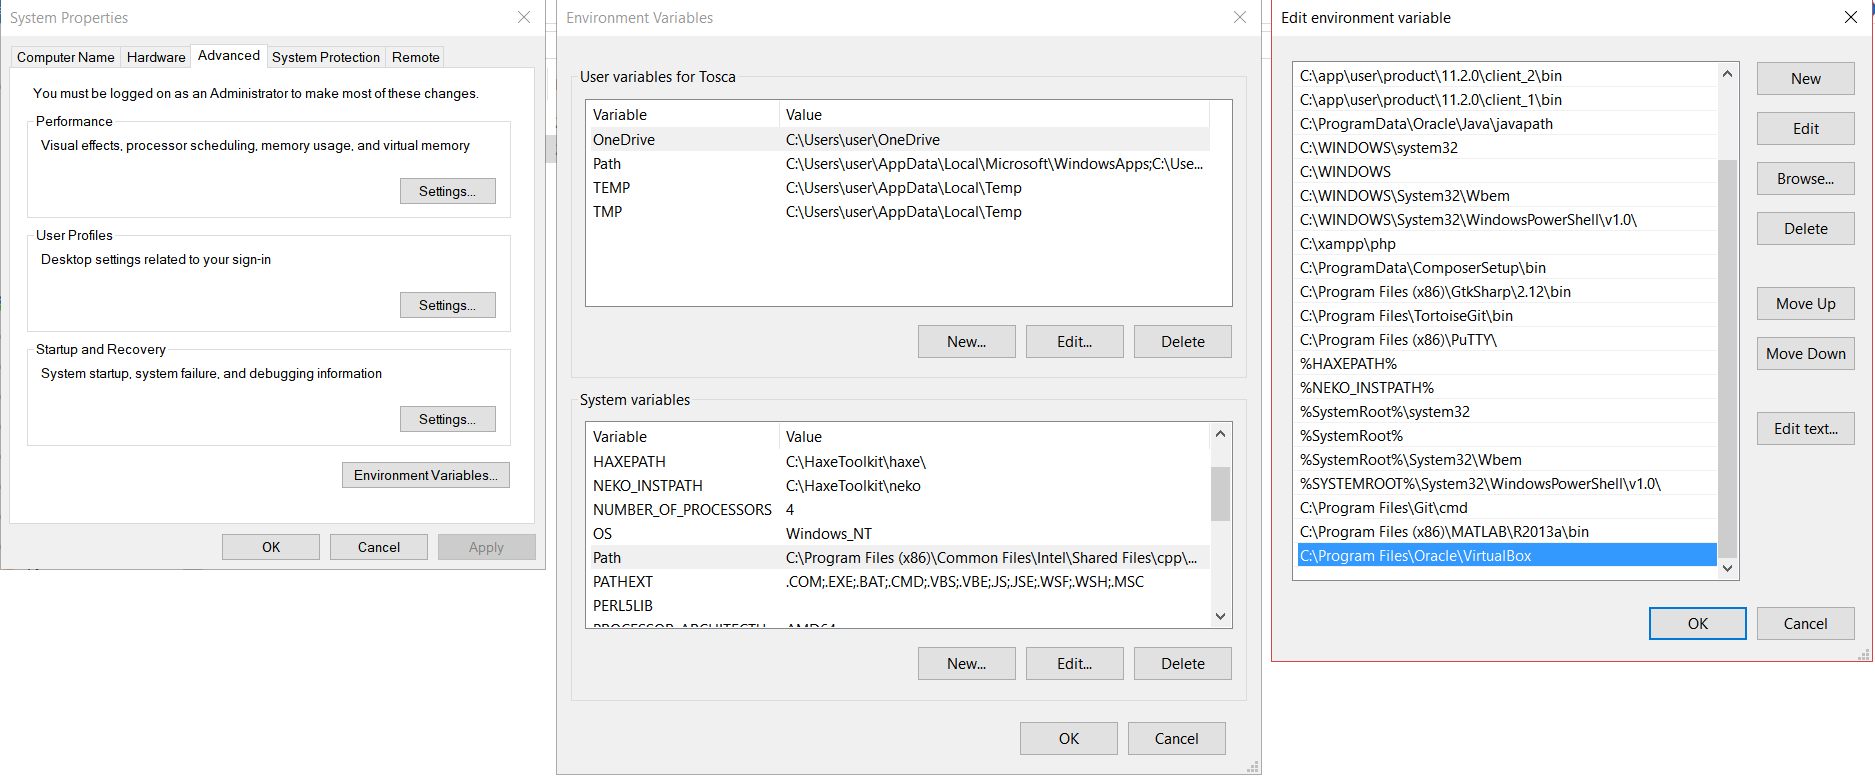 System Properties
Computer Name Hardware Advanced System Protection Remote
You must be logged on as an Administrator to make most of these changes.
Performance
Visual effects, processor scheduling, memory usage, and virtual memory
Settings...
User Profiles
Desktop settings related to your sign-in
Settings...
Startup and Recovery
System startup, system failure, and debugging information
Settings...
Environment Variables...
OK Cancel Apply
Environment Variables
User variables for Tosca
Variable Value
OneDrive C:\Users\user\OneDrive
Path C:\Users\user\AppData\Local\Microsoft\WindowsApps;C:\Use...
TEMP C:\Users\user\AppData\Local\Temp
TMP C:\Users\user\AppData\Local\Temp
New... Edit... Delete
System variables
Variable Value
HAXEPATH C:\HaxeToolkit\haxe\
NEKO_INSTPATH C:\HaxeToolkit\neko
NUMBER_OF_PROCESSORS 4
OS Windows_NT
Path C:\Program Files (x86)\Common Files\Intel\Shared Files\cpp\...
PATHEXT .COM;.EXE;.BAT;.CMD;.VBS;.VBE;.JS;.JSE;.WSF;.WSH;.MSC
PERL5LIB
PROCESSOR_ARCHITECTU AMD64
New... Edit... Delete
OK Cancel
Edit environment variable
C:\app\user\product\11.2.0\client_2\bin
C:\app\user\product\11.2.0\client_1\bin
C:\ProgramData\Oracle\Java\javapath
C:\WINDOWS\system32
C:\WINDOWS
C:\WINDOWS\System32\Wbem
C:\WINDOWS\System32\WindowsPowerShell\v1.0\
C:\xampp\php
C:\ProgramData\ComposerSetup\bin
C:\Program Files (x86)\GtkSharp\2.12\bin
C:\Program Files\TortoiseGit\bin
C:\Program Files (x86)\PuTTY\
%HAXEPATH%
%NEKO_INSTPATH%
%SystemRoot%\system32
%SystemRoot%
%SystemRoot%\System32\Wbem
%SYSTEMROOT%\System32\WindowsPowerShell\v1.0\
C:\Program Files\Git\cmd
C:\Program Files (x86)\MATLAB\R2013a\bin
C:\Program Files\Oracle\VirtualBox
New
Edit
Browse...
Delete
Move Up
Move Down
Edit text...
OK Cancel